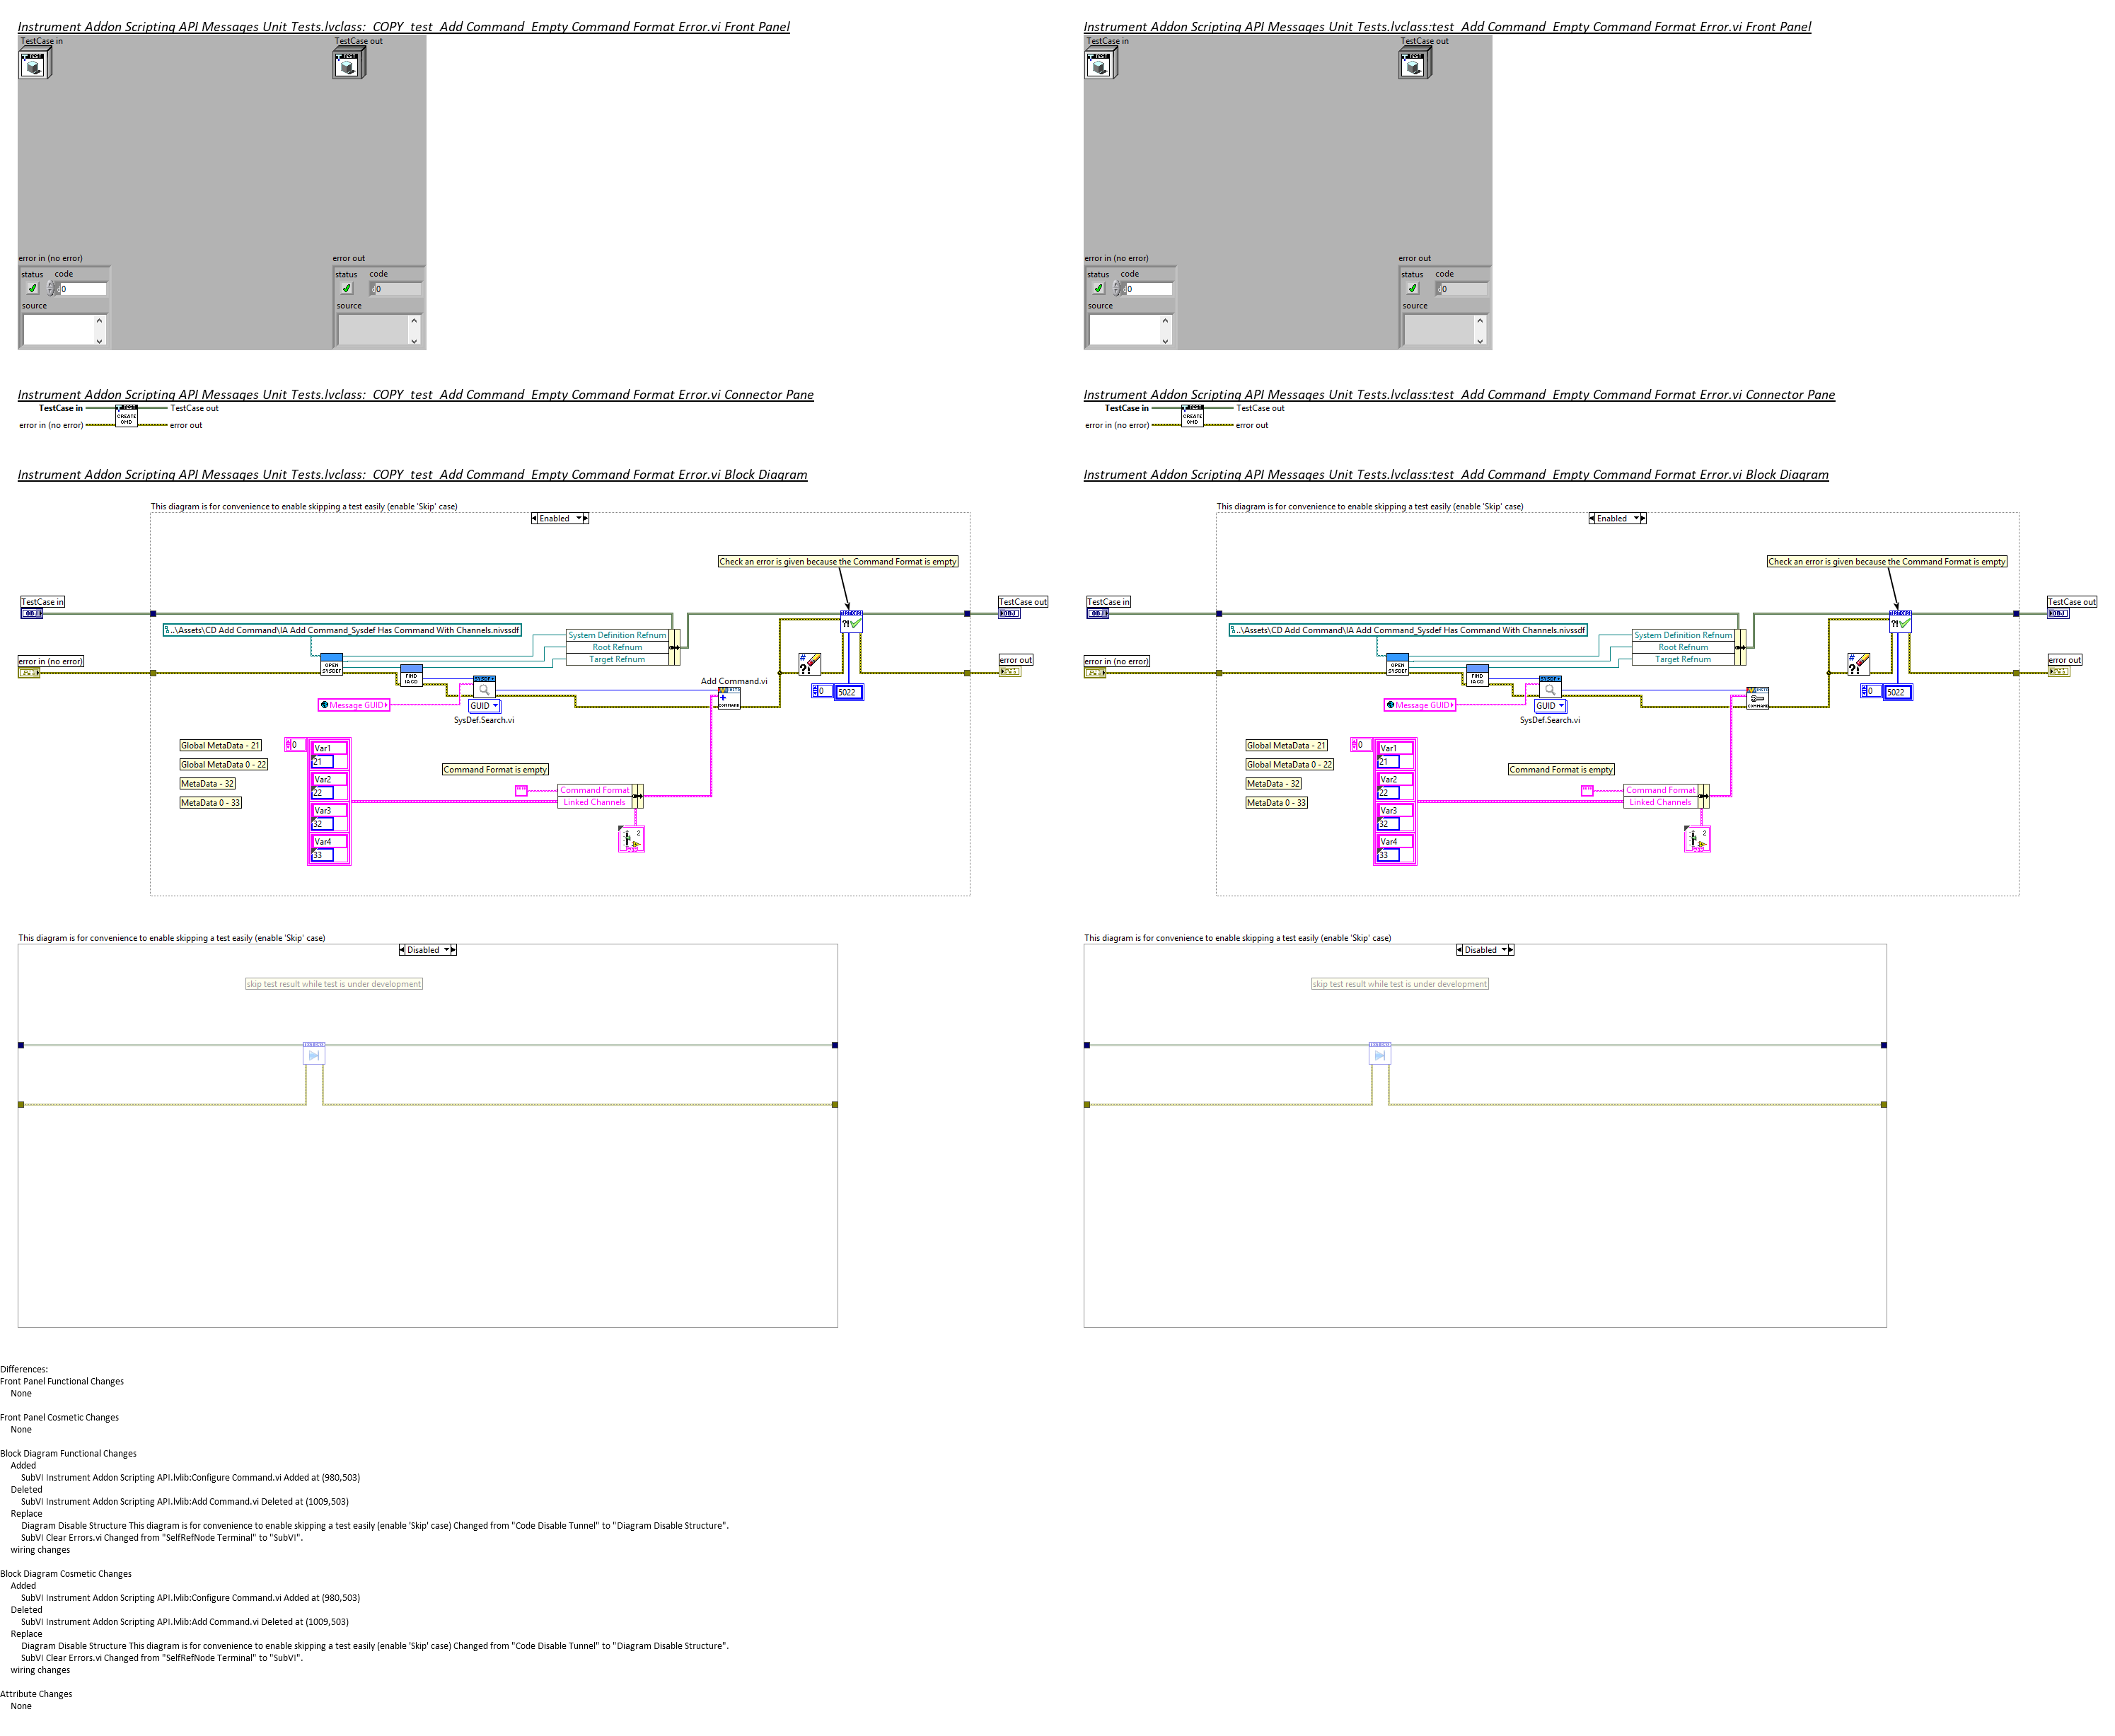 Instrument Addon Scripting API Messages Unit Tests.lvclass:_COPY_test_Add Command_Empty Command Format Error.vi Front Panel
TestCase in
TestCase out
TEST
TEST
error in (no error)
error out
status
code
status
code
0
0
source
source
Instrument Addon Scripting API Messages Unit Tests.lvclass:_COPY_test_Add Command_Empty Command Format Error.vi Connector Pane
TestCase in
TEST
TestCase out
CREATE
CMD
error in (no error)
error out
Instrument Addon Scripting API Messages Unit Tests.lvclass:_COPY_test_Add Command_Empty Command Format Error.vi Block Diagram
This diagram is for convenience to enable skipping a test easily (enable 'Skip' case)
Enabled
Check an error is given because the Command Format is empty
TestCase in
TestCase out
OBJ
OBJ
..\Assets\CD Add Command\IA Add Command_Sysdef Has Command With Channels.nivssdf
System Definition Refnum
Root Refnum
Target Refnum
error in (no error)
error out
OPEN
SYSDEF
FIND
IA CD
SYSDEF
Add Command.vi
COMMAND
Message GUID
GUID
SysDef.Search.vi
0
5022
Global MetaData - 21
Global MetaData 0 - 22
MetaData - 32
MetaData 0 - 33
0
Var1
21
Var2
22
Var3
32
Var4
33
Command Format is empty
Command Format
Linked Channels
2
This diagram is for convenience to enable skipping a test easily (enable 'Skip' case)
Disabled
skip test result while test is under development
Instrument Addon Scripting API Messages Unit Tests.lvclass:test_Add Command_Empty Command Format Error.vi Front Panel
TestCase in
TestCase out
TEST
TEST
error in (no error)
error out
status
code
status
code
0
0
source
source
Instrument Addon Scripting API Messages Unit Tests.lvclass:test_Add Command_Empty Command Format Error.vi Connector Pane
TestCase in
TEST
TestCase out
CREATE
CMD
error in (no error)
error out
Instrument Addon Scripting API Messages Unit Tests.lvclass:test_Add Command_Empty Command Format Error.vi Block Diagram
This diagram is for convenience to enable skipping a test easily (enable 'Skip' case)
Enabled
Check an error is given because the Command Format is empty
TestCase in
TestCase out
OBJ
OBJ
..\Assets\CD Add Command\IA Add Command_Sysdef Has Command With Channels.nivssdf
System Definition Refnum
Root Refnum
Target Refnum
error in (no error)
error out
OPEN
SYSDEF
FIND
IA CD
SYSDEF
COMMAND
Message GUID
GUID
SysDef.Search.vi
0
5022
Global MetaData - 21
Global MetaData 0 - 22
MetaData - 32
MetaData 0 - 33
0
Var1
21
Var2
22
Var3
32
Var4
33
Command Format is empty
Command Format
Linked Channels
2
This diagram is for convenience to enable skipping a test easily (enable 'Skip' case)
Disabled
skip test result while test is under development
Differences:
Front Panel Functional Changes
None
Front Panel Cosmetic Changes
None
Block Diagram Functional Changes
Added
SubVI Instrument Addon Scripting API.lvlib:Configure Command.vi Added at (980,503)
Deleted
SubVI Instrument Addon Scripting API.lvlib:Add Command.vi Deleted at (1009,503)
Replace
Diagram Disable Structure This diagram is for convenience to enable skipping a test easily (enable 'Skip' case) Changed from "Code Disable Tunnel" to "Diagram Disable Structure".
SubVI Clear Errors.vi Changed from "SelfRefNode Terminal" to "SubVI".
wiring changes
Block Diagram Cosmetic Changes
Added
SubVI Instrument Addon Scripting API.lvlib:Configure Command.vi Added at (980,503)
Deleted
SubVI Instrument Addon Scripting API.lvlib:Add Command.vi Deleted at (1009,503)
Replace
Diagram Disable Structure This diagram is for convenience to enable skipping a test easily (enable 'Skip' case) Changed from "Code Disable Tunnel" to "Diagram Disable Structure".
SubVI Clear Errors.vi Changed from "SelfRefNode Terminal" to "SubVI".
wiring changes
Attribute Changes
None